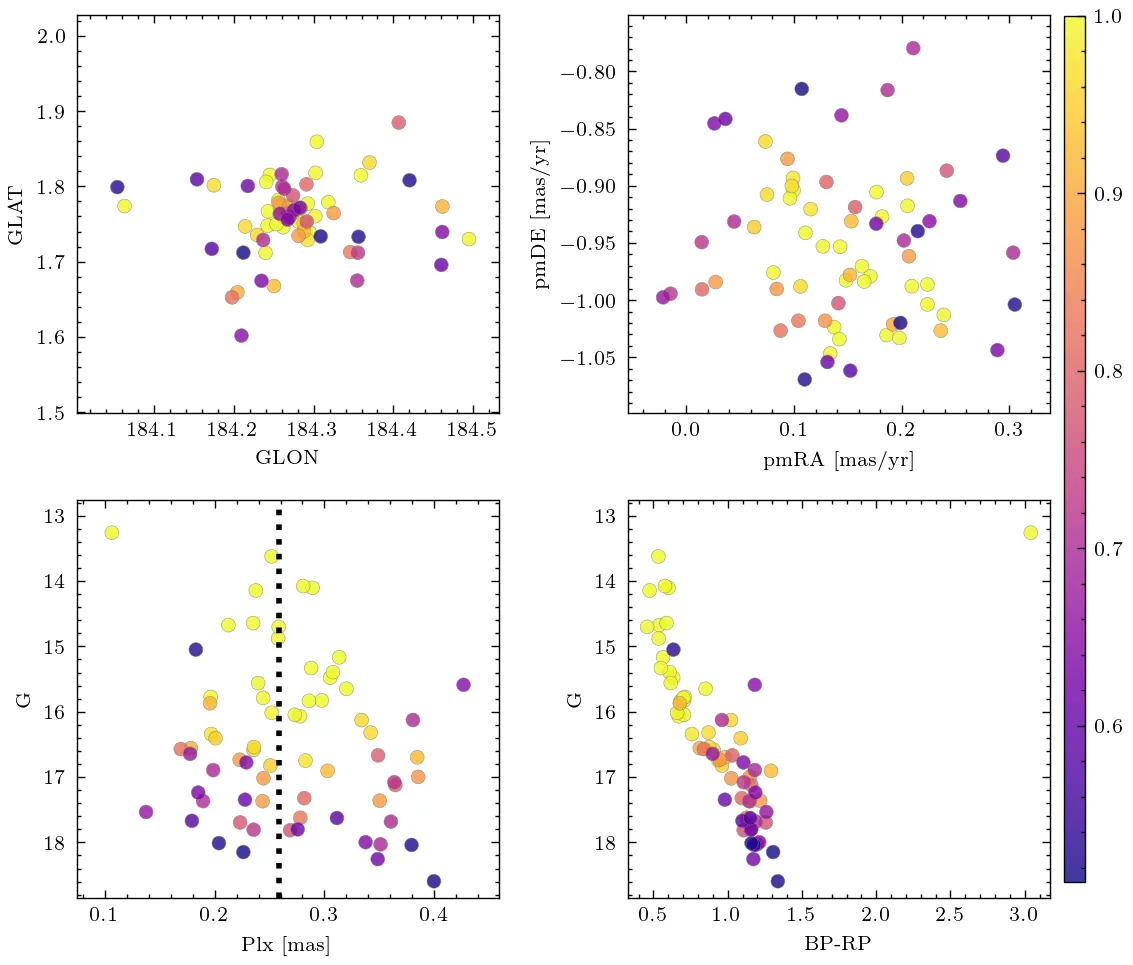 2.0
1.9
1.8
1.7
1.6
1.5
GLAT
184.1 184.2 184.3 184.4 184.5
GLON
−0.80
−0.85
−0.90
−0.95
−1.00
−1.05
pmDE [mas/yr]
0.0 0.1 0.2 0.3
pmRA [mas/yr]
1.0
0.9
0.8
0.7
0.6
13
14
15
16
17
18
G
0.1 0.2 0.3 0.4
Plx [mas]
13
14
15
16
17
18
G
0.5 1.0 1.5 2.0 2.5 3.0
BP-RP